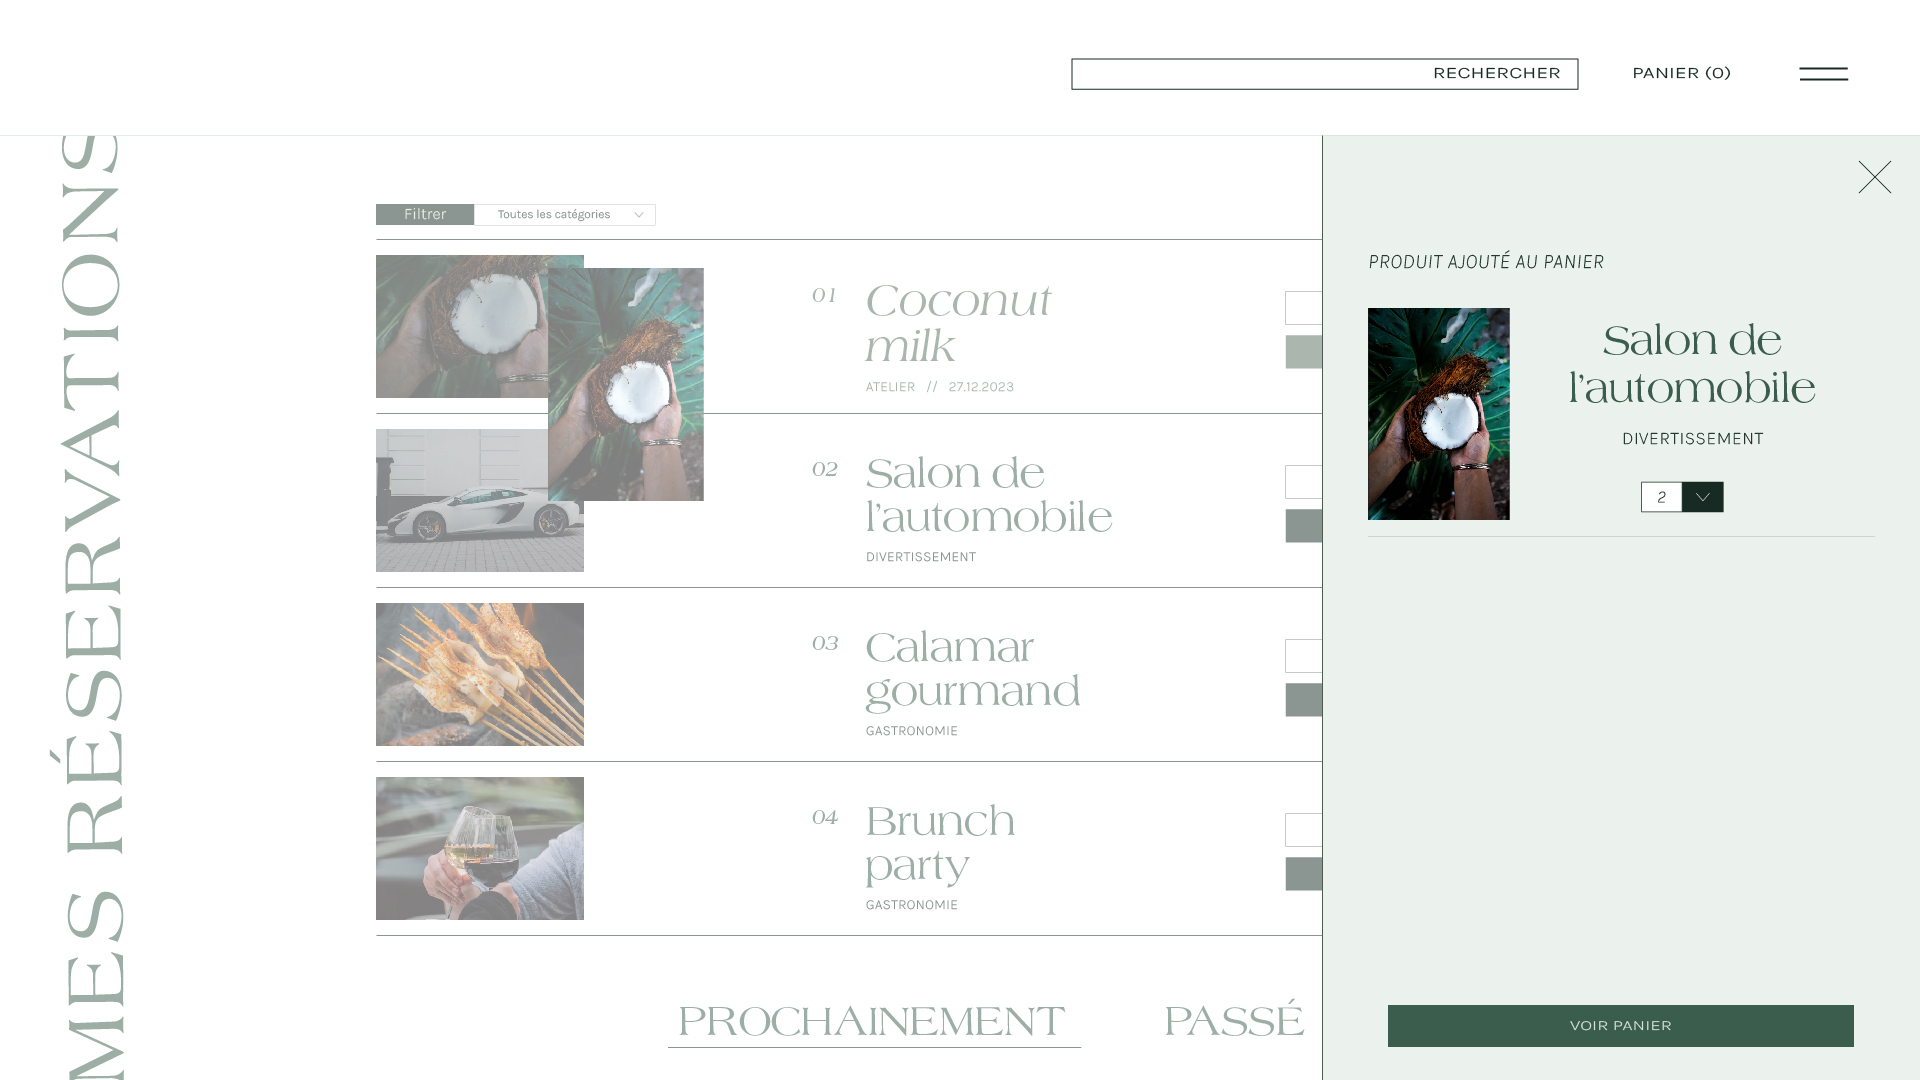 RECHERCHER
PANIER (0)
MES RÉSERVATIONS
Filtrer
Toutes les catégories
01
Coconut
milk
ATELIER // 27.12.2023
02
Salon de
l'automobile
DIVERTISSEMENT
03
Calamar
gourmand
GASTRONOMIE
04
Brunch
party
GASTRONOMIE
PROCHAINEMENT
PASSÉ
PRODUIT AJOUTÉ AU PANIER
Salon de
l'automobile
DIVERTISSEMENT
2
VOIR PANIER